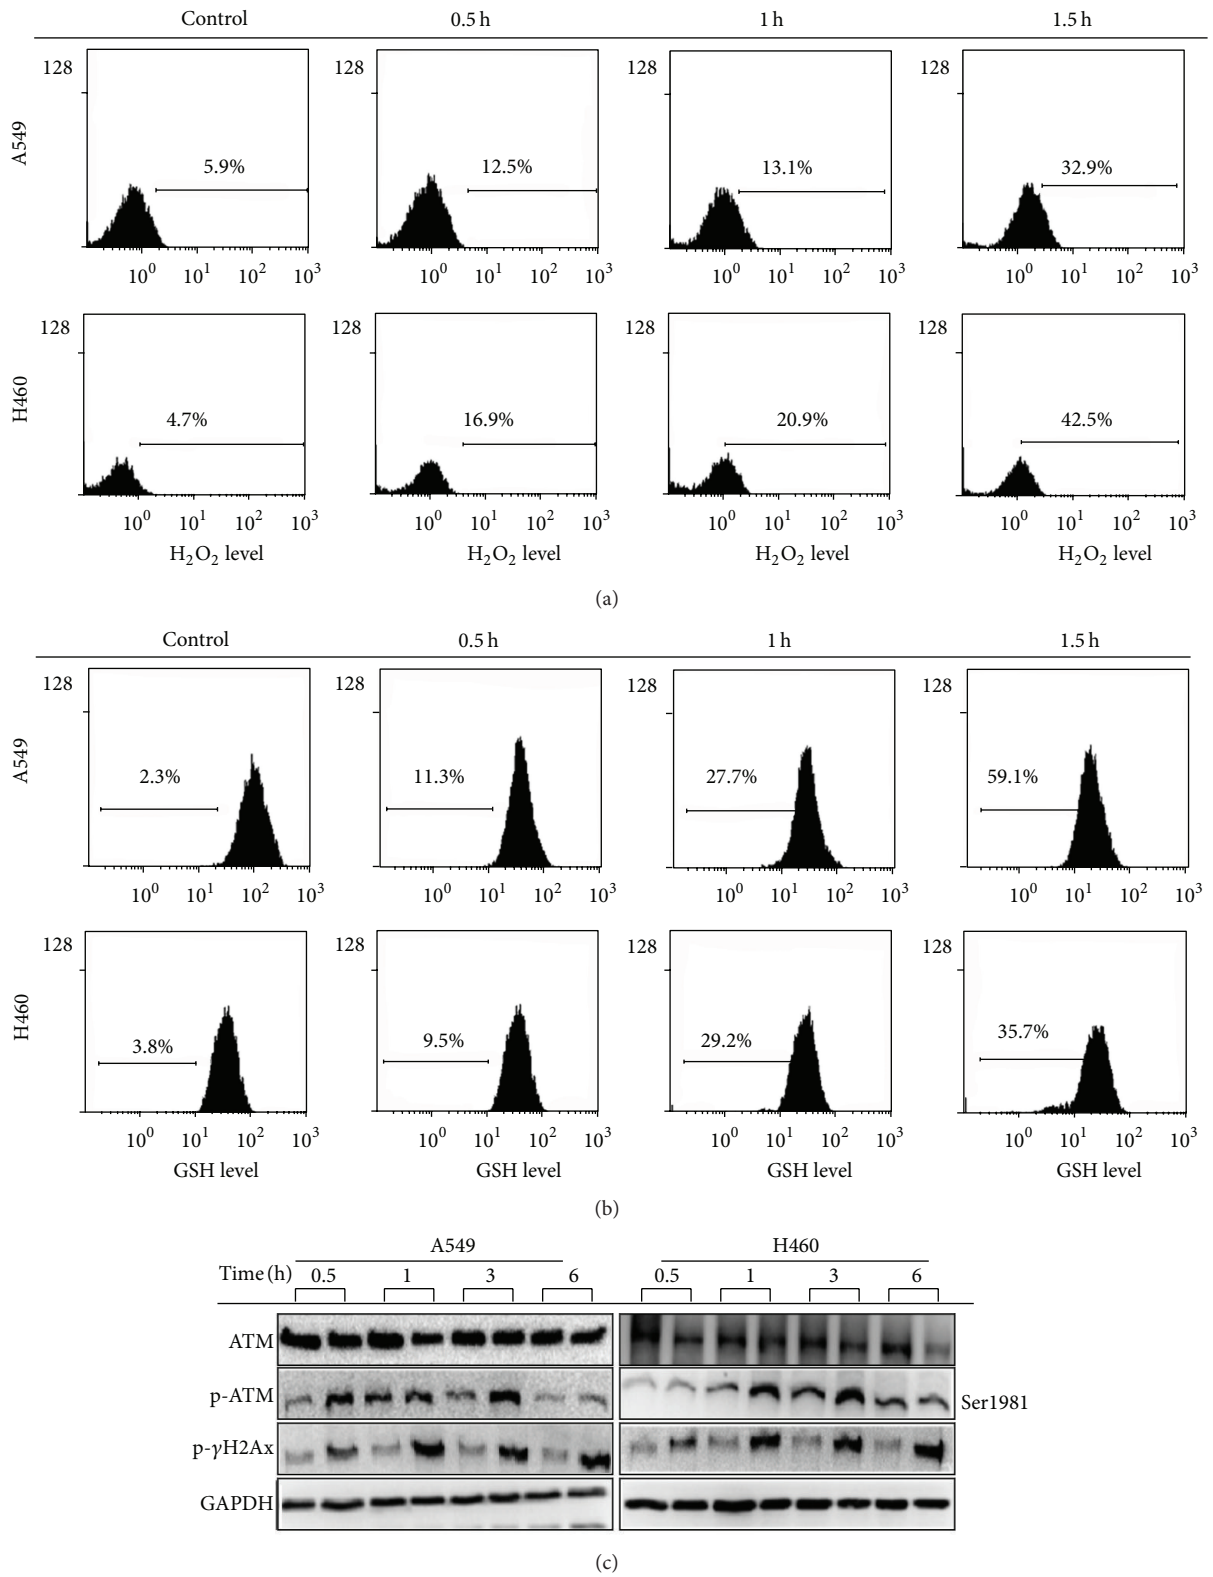 Control 0.5 h 1 h 1.5 h
A549
128 128 128 128
5.9% 12.5% 13.1% 32.9%
10⁰ 10¹ 10² 10³ 10⁰ 10¹ 10² 10³ 10⁰ 10¹ 10² 10³ 10⁰ 10¹ 10² 10³
H460
128 128 128 128
4.7% 16.9% 20.9% 42.5%
10⁰ 10¹ 10² 10³ 10⁰ 10¹ 10² 10³ 10⁰ 10¹ 10² 10³ 10⁰ 10¹ 10² 10³
H₂O₂ level H₂O₂ level H₂O₂ level H₂O₂ level
(a)
Control 0.5 h 1 h 1.5 h
A549
128 128 128 128
2.3% 11.3% 27.7% 59.1%
10⁰ 10¹ 10² 10³ 10⁰ 10¹ 10² 10³ 10⁰ 10¹ 10² 10³ 10⁰ 10¹ 10² 10³
H460
128 128 128 128
3.8% 9.5% 29.2% 35.7%
10⁰ 10¹ 10² 10³ 10⁰ 10¹ 10² 10³ 10⁰ 10¹ 10² 10³ 10⁰ 10¹ 10² 10³
GSH level GSH level GSH level GSH level
(b)
A549 H460
Time (h) 0.5 1 3 6 0.5 1 3 6
ATM
p-ATM Ser1981
p-γH2Ax
GAPDH
(c)